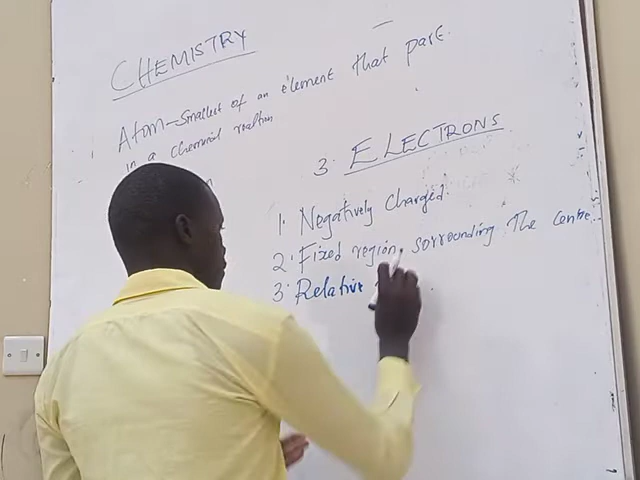 CHEMISTRY
Atom - Smallest of an element that part.
in a chemical reaction
3. ELECTRONS
1. Negatively Charged.
2. Fixed region. sorrounding The centre..
3. Relative